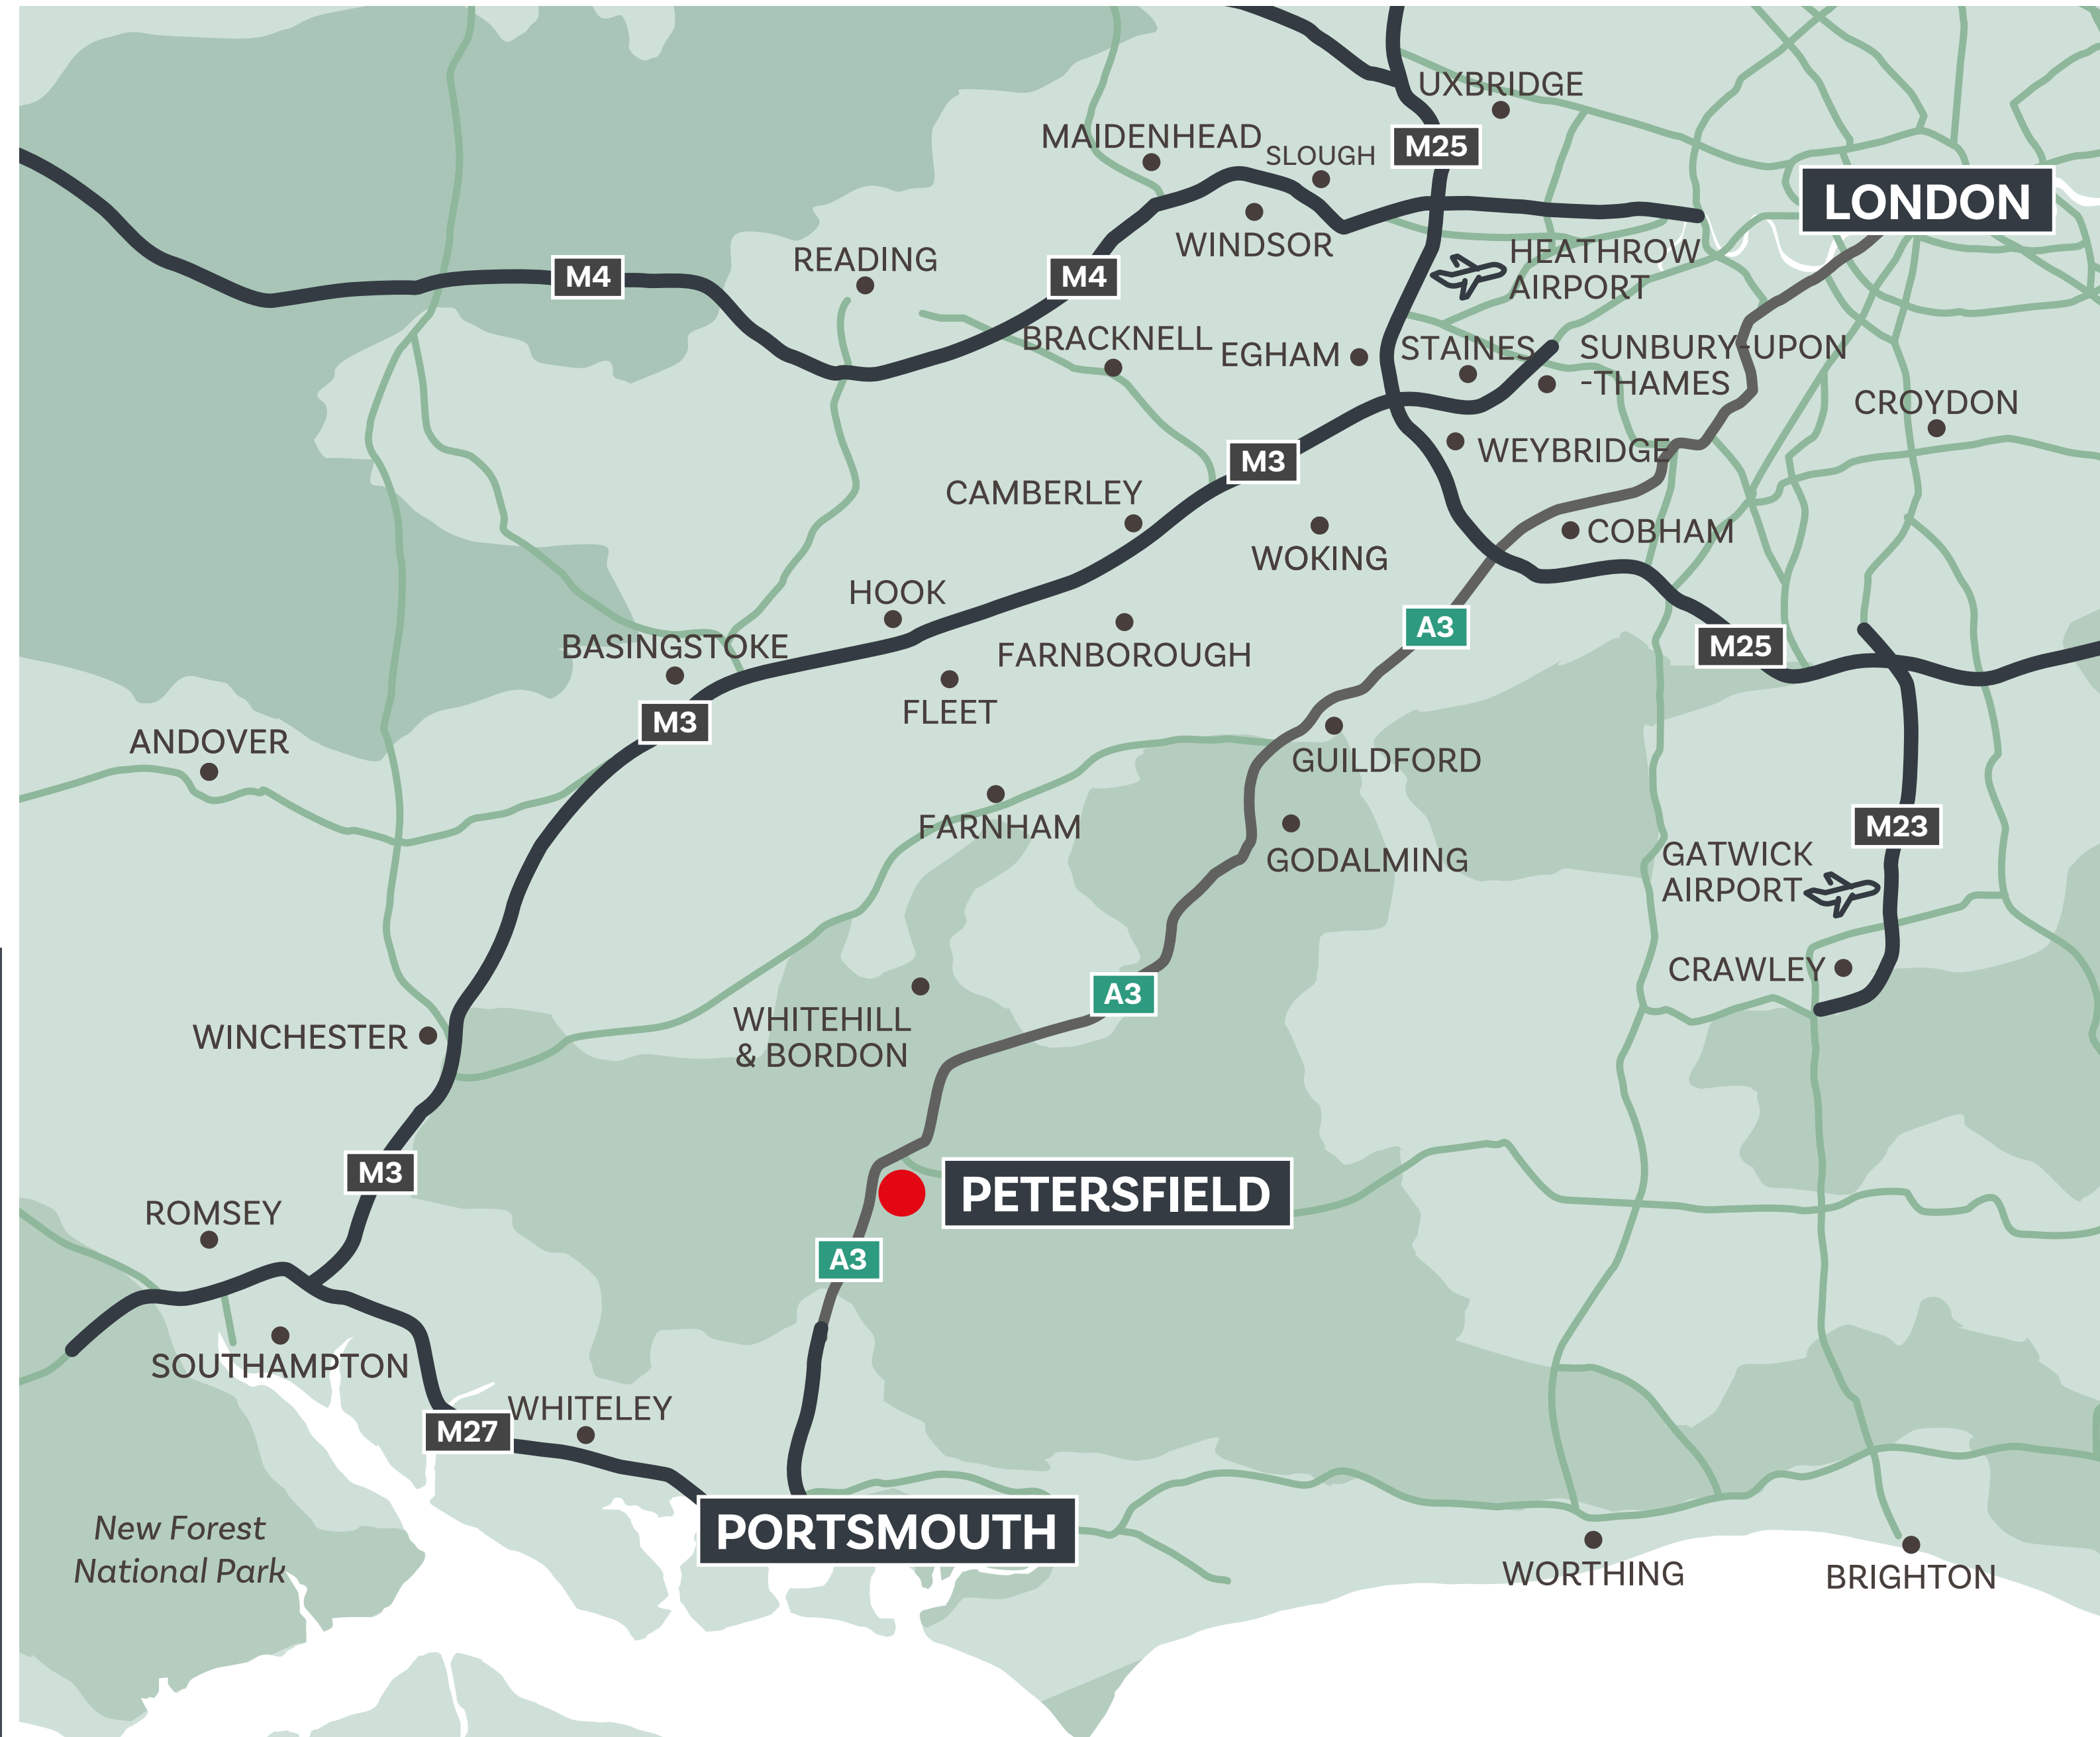 UXBRIDGE
MAIDENHEAD
SLOUGH
M25
LONDON
WINDSOR
READING
M4
M4
HEATHROW
AIRPORT
BRACKNELL
EGHAM
STAINES
SUNBURY-UPON
-THAMES
CROYDON
M3
WEYBRIDGE
CAMBERLEY
WOKING
COBHAM
HOOK
A3
BASINGSTOKE
FARNBOROUGH
M25
FLEET
M3
ANDOVER
GUILDFORD
FARNHAM
M23
GODALMING
GATWICK
AIRPORT
CRAWLEY
A3
WHITEHILL
& BORDON
WINCHESTER
M3
PETERSFIELD
ROMSEY
A3
SOUTHAMPTON
WHITELEY
M27
PORTSMOUTH
New Forest
National Park
WORTHING
BRIGHTON